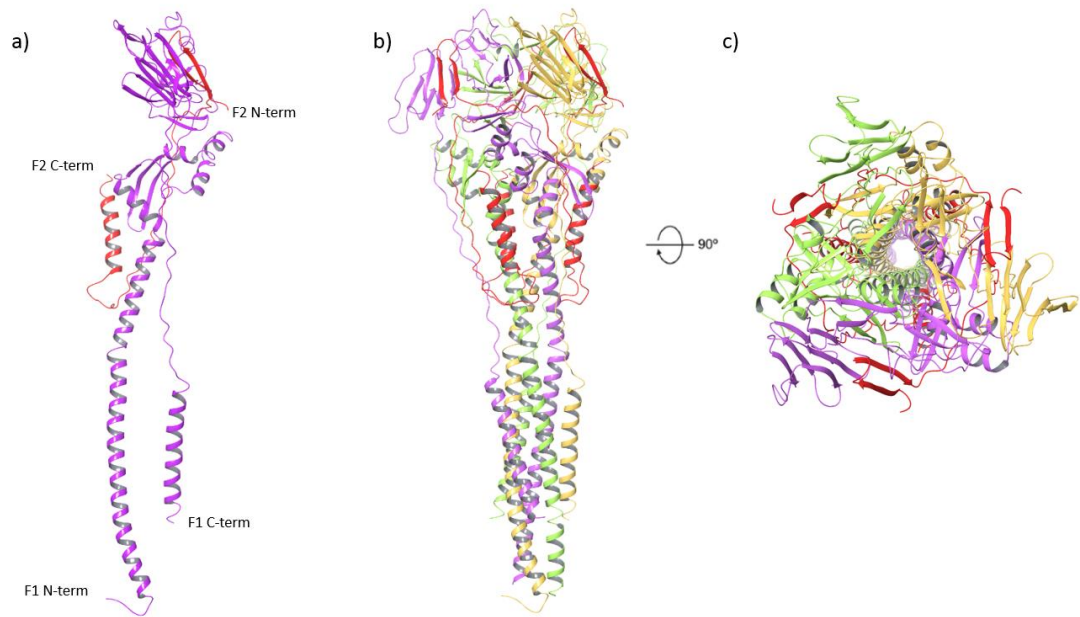 a)
b)
c)
F2 N-term
F2 C-term
90°
F1 C-term
F1 N-term